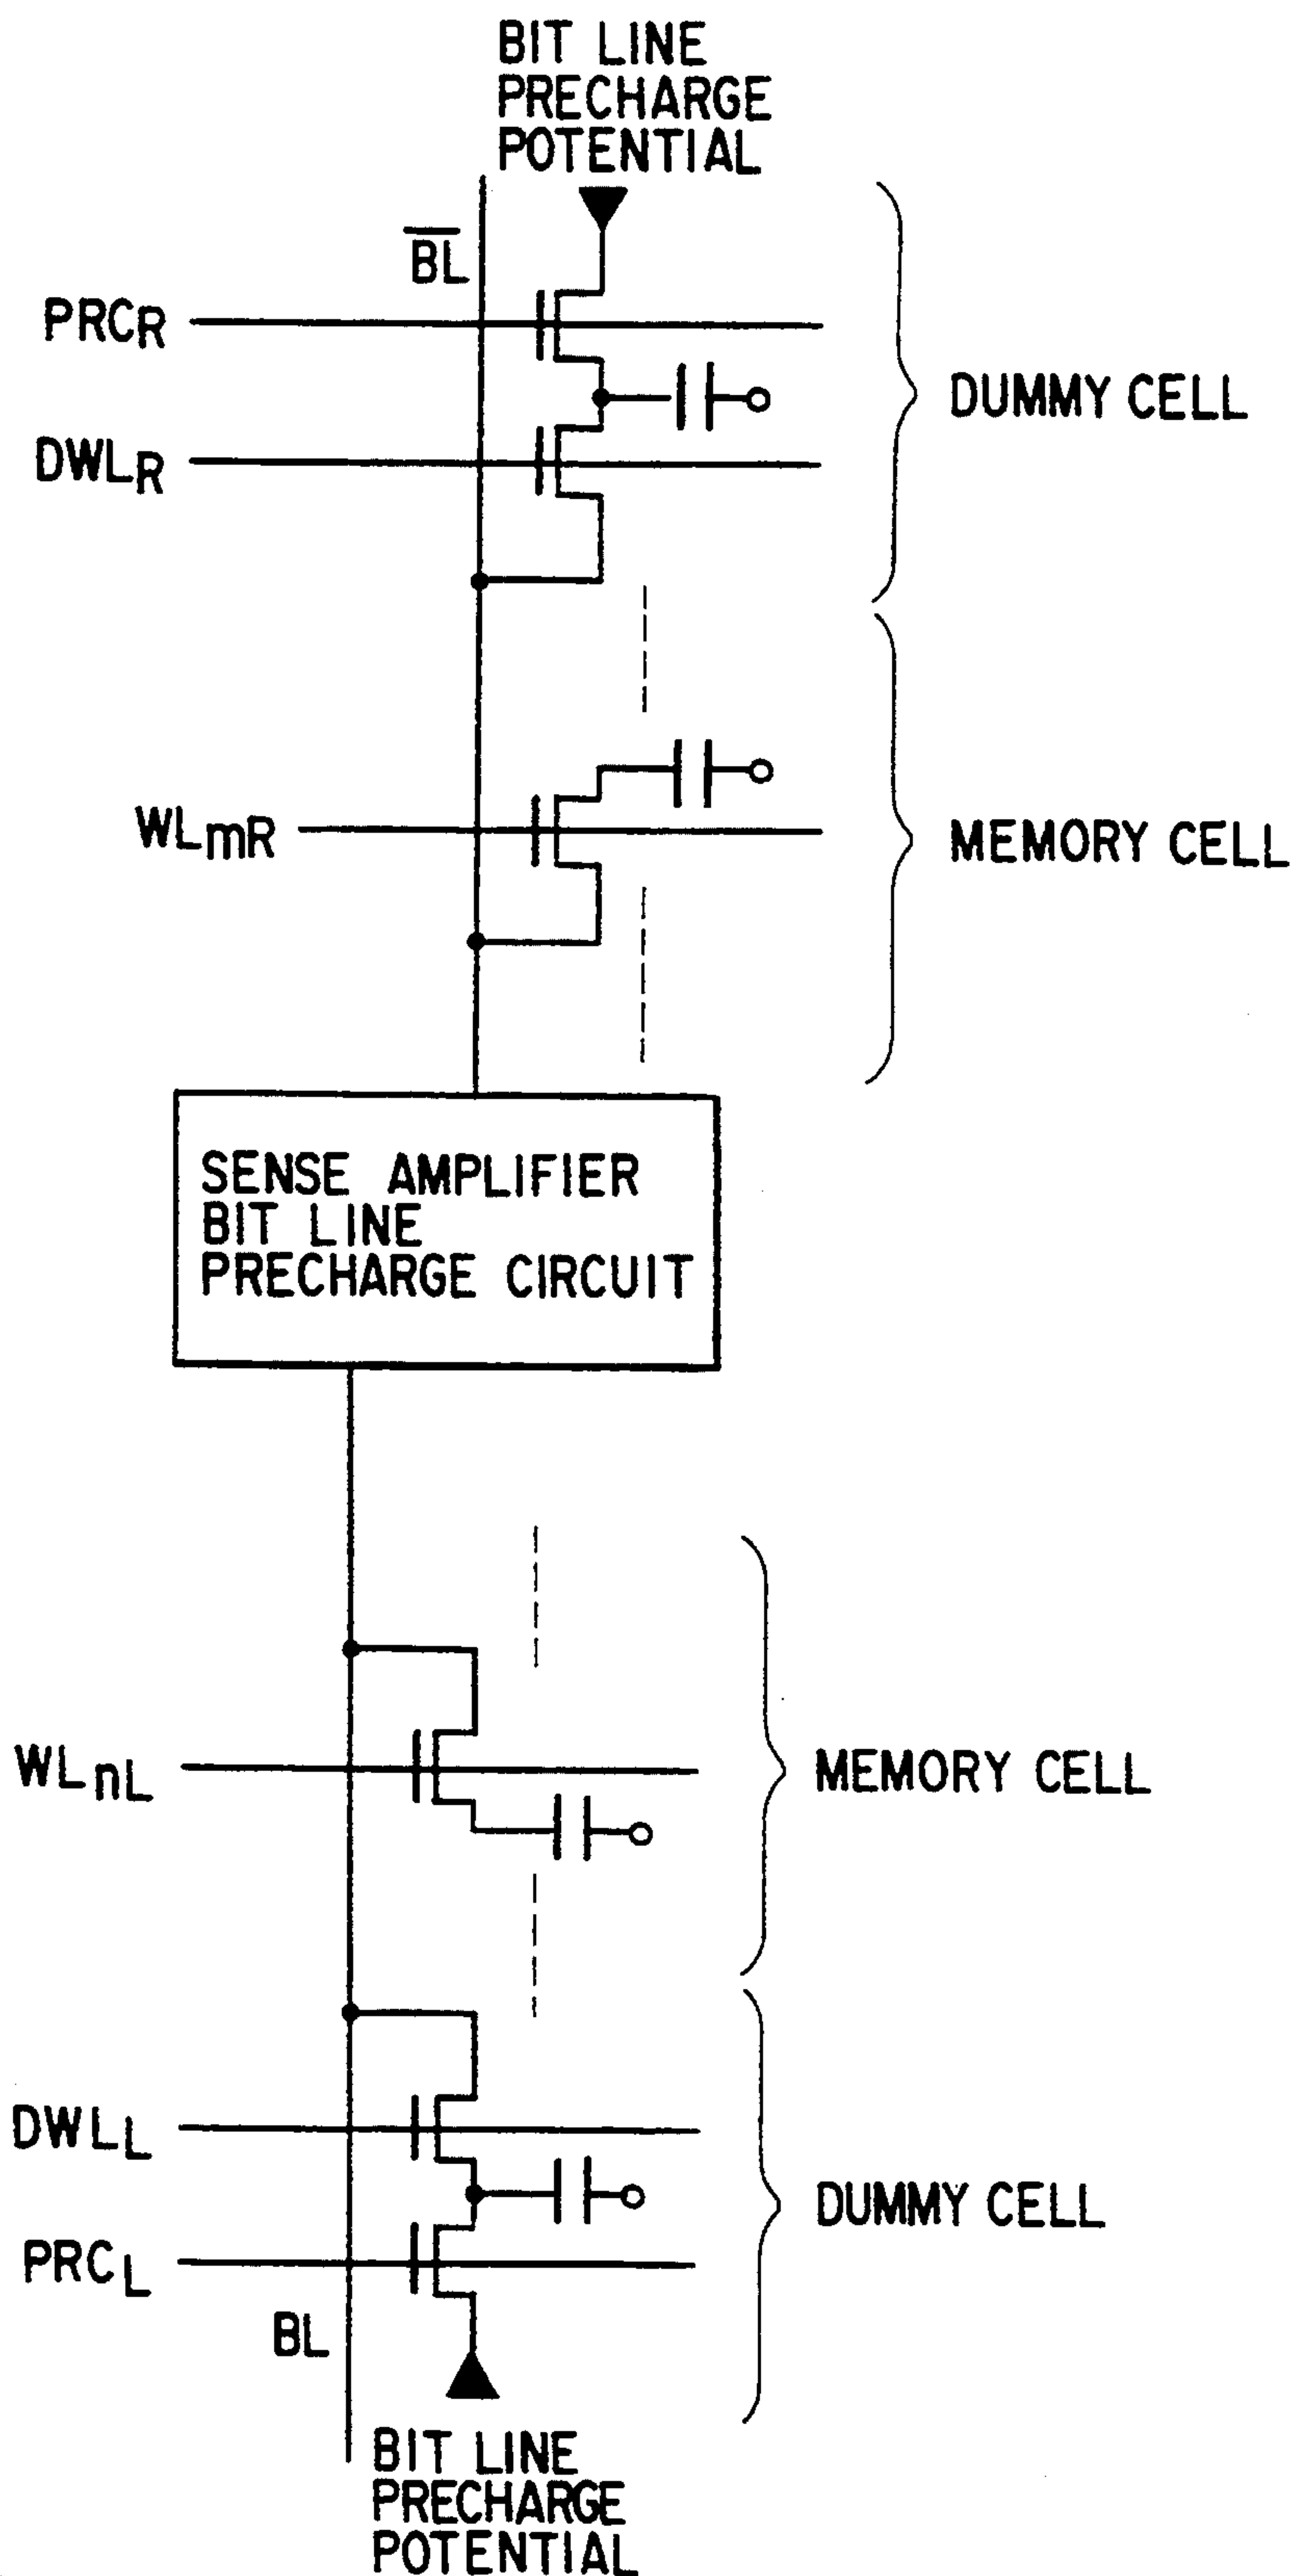 BIT LINE
PRECHARGE
POTENTIAL
B̅L̅
PRCR
DUMMY CELL
DWLR
WLmR
MEMORY CELL
SENSE AMPLIFIER
BIT LINE
PRECHARGE CIRCUIT
WLnL
MEMORY CELL
DWLL
DUMMY CELL
PRCL
BL
BIT LINE
PRECHARGE
POTENTIAL